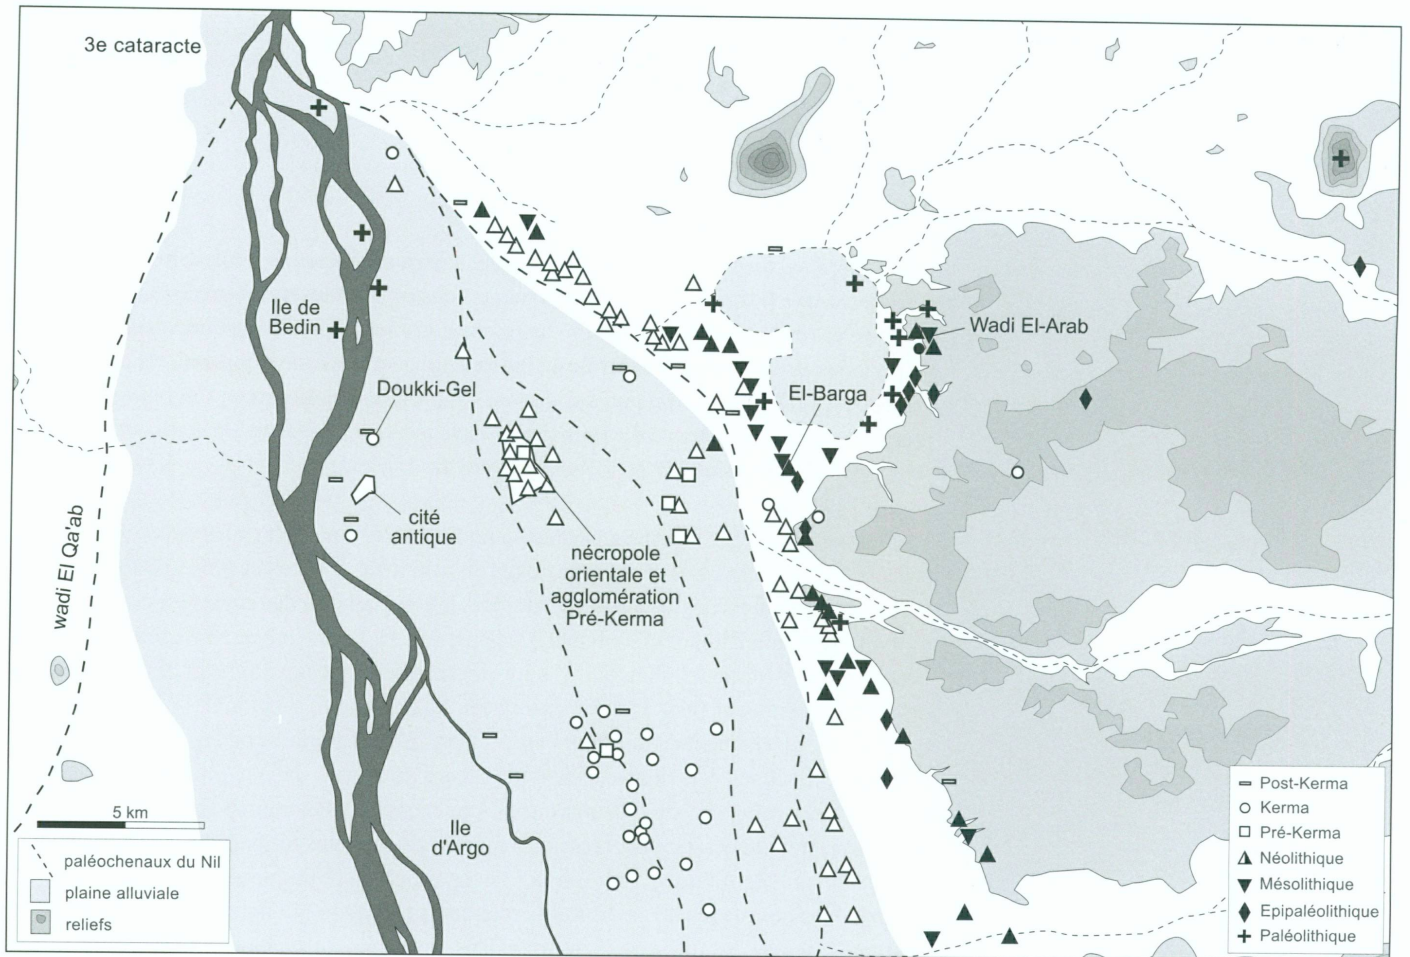 3e cataracte
Ile de
Bedin
Wadi El-Arab
Doukki-Gel
El-Barga
cité
antique
wadi El Qa'ab
nécropole
orientale et
agglomération
Pré-Kerma
Ile
d'Argo
5 km
paléochenaux du Nil
plaine alluviale
reliefs
Post-Kerma
Kerma
Pré-Kerma
Néolithique
Mésolithique
Epipaléolithique
Paléolithique